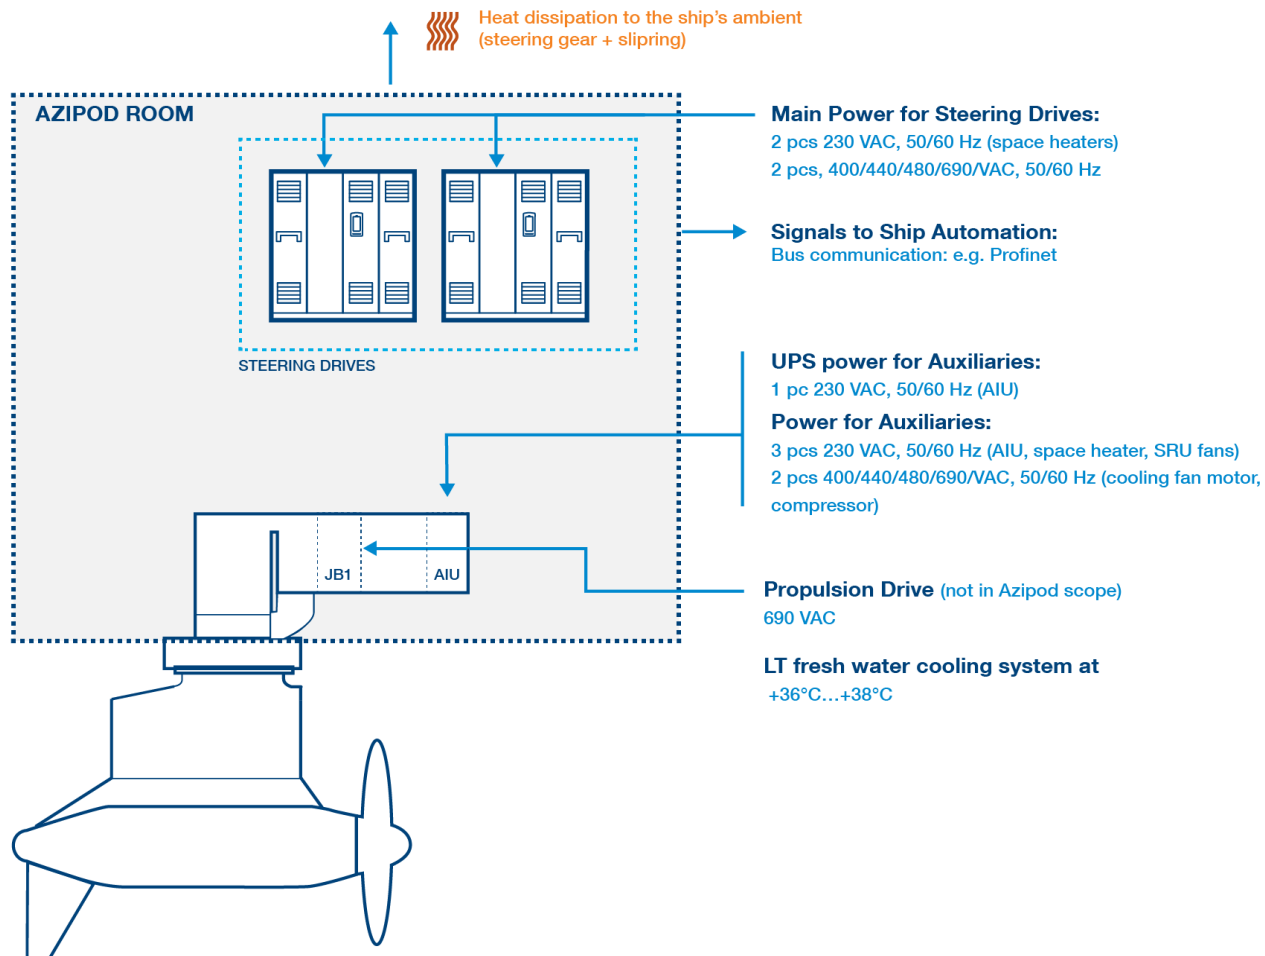 Heat dissipation to the ship's ambient
(steering gear + slipring)
AZIPOD ROOM
Main Power for Steering Drives:
2 pcs 230 VAC, 50/60 Hz (space heaters)
2 pcs, 400/440/480/690/VAC, 50/60 Hz
Signals to Ship Automation:
Bus communication: e.g. Profinet
STEERING DRIVES
UPS power for Auxiliaries:
1 pc 230 VAC, 50/60 Hz (AIU)
Power for Auxiliaries:
3 pcs 230 VAC, 50/60 Hz (AIU, space heater, SRU fans)
2 pcs 400/440/480/690/VAC, 50/60 Hz (cooling fan motor,
compressor)
JB1
AIU
Propulsion Drive (not in Azipod scope)
690 VAC
LT fresh water cooling system at
+36°C…+38°C